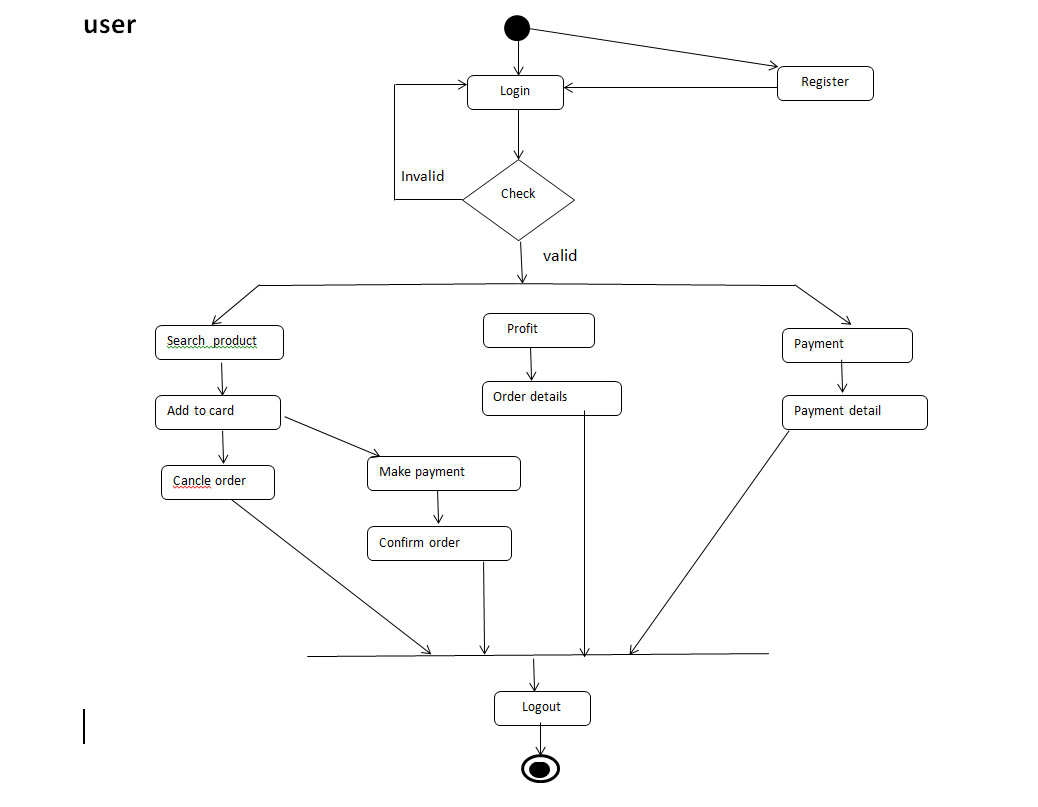 user
Login
Register
Invalid
Check
valid
Search product
Profit
Payment
Add to card
Order details
Payment detail
Cancle order
Make payment
Confirm order
Logout